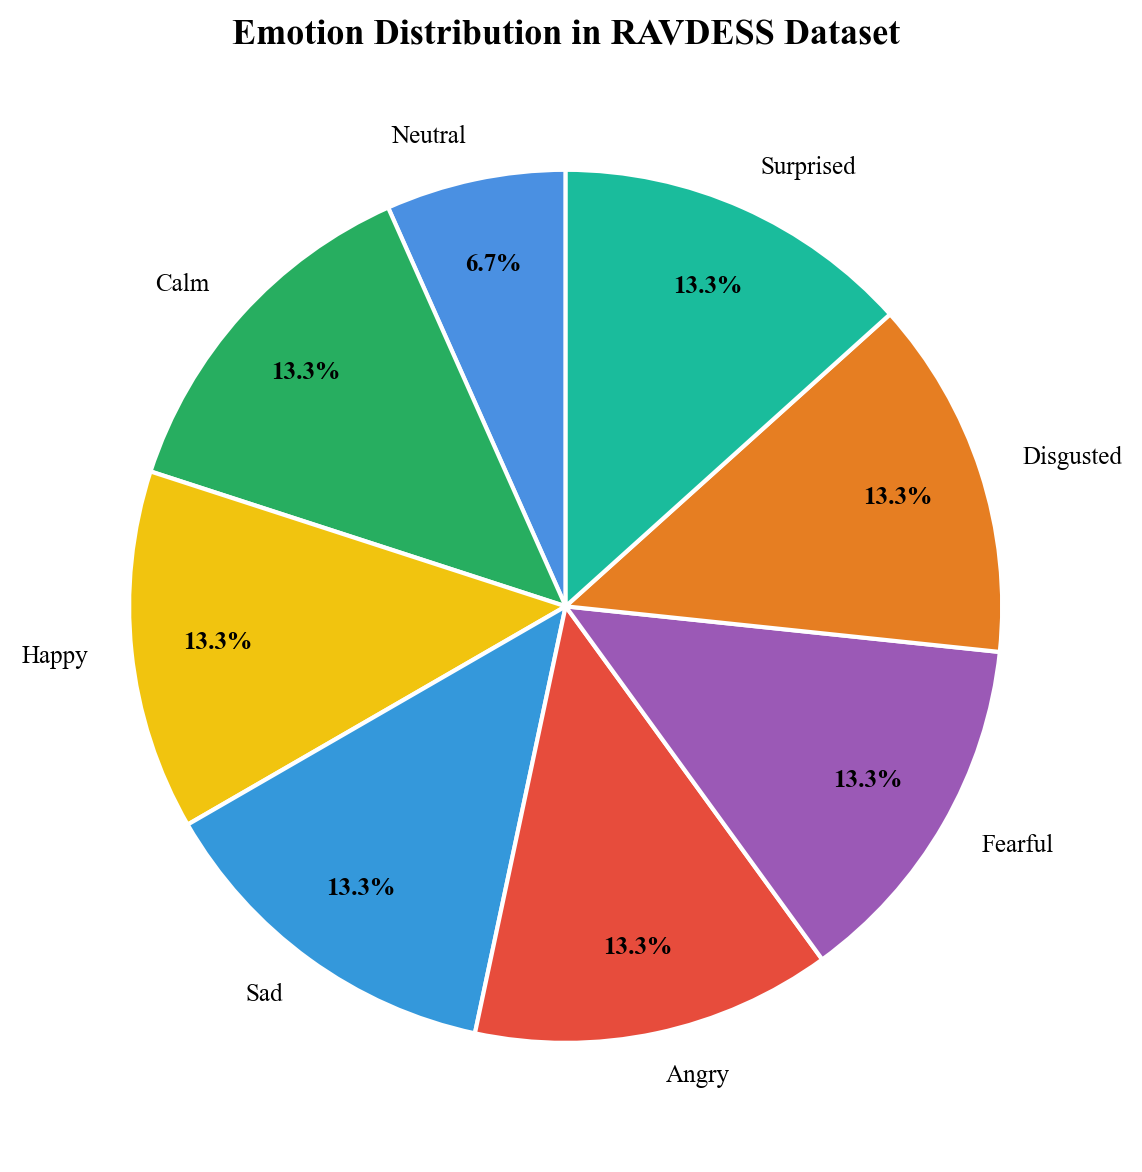 Emotion Distribution in RAVDESS Dataset
Neutral
6.7%
Surprised
13.3%
Calm
13.3%
Disgusted
13.3%
Happy
13.3%
Fearful
13.3%
Sad
13.3%
Angry
13.3%